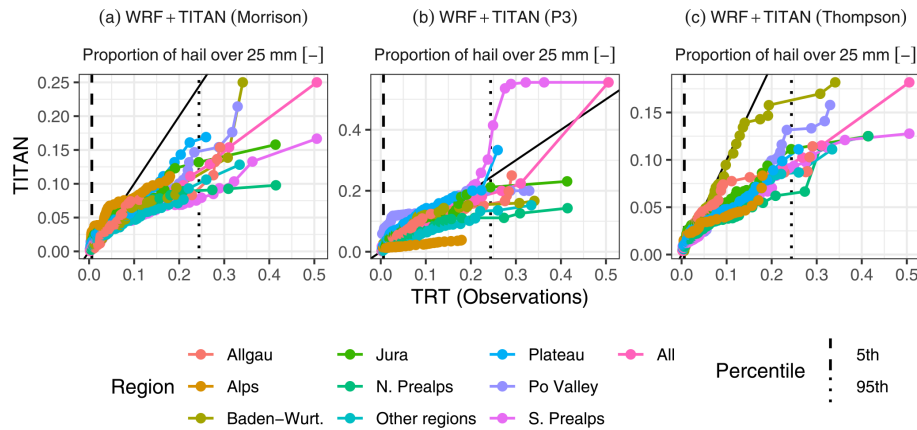 (a) WRF+TITAN (Morrison)
(b) WRF+TITAN (P3)
(c) WRF+TITAN (Thompson)
Proportion of hail over 25 mm [−]
Proportion of hail over 25 mm [−]
Proportion of hail over 25 mm [−]
TITAN
0.25
0.20
0.15
0.10
0.05
0.00
0.4
0.2
0.0
0.15
0.10
0.05
0.00
0.0 0.1 0.2 0.3 0.4 0.5
0.0 0.1 0.2 0.3 0.4 0.5
0.0 0.1 0.2 0.3 0.4 0.5
TRT (Observations)
Region
Allgau
Alps
Baden−Wurt.
Jura
N. Prealps
Other regions
Plateau
Po Valley
S. Prealps
All
Percentile
5th
95th